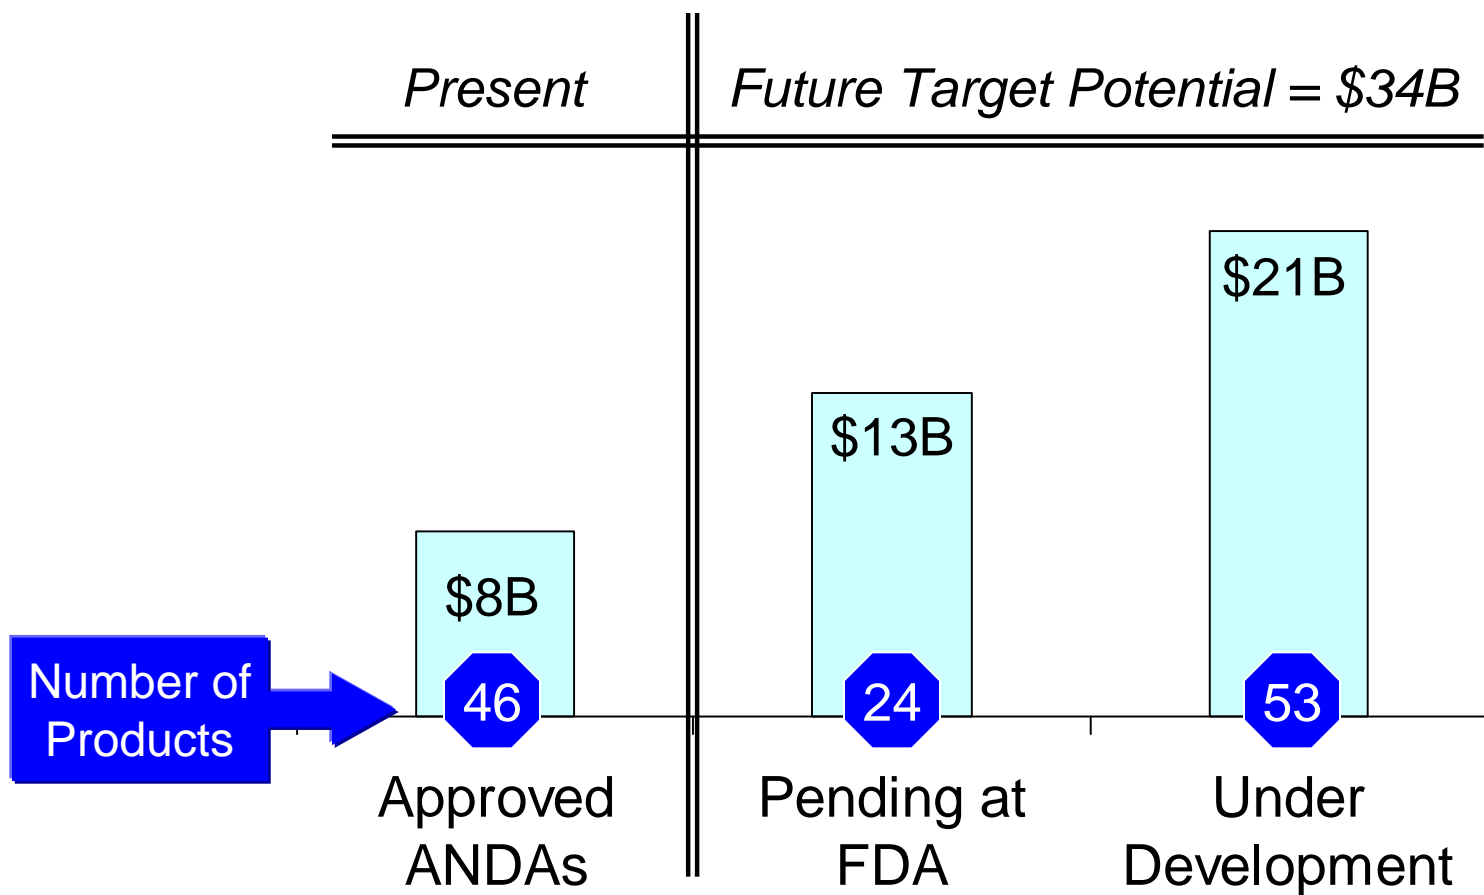 Present
Future Target Potential = $34B
$8B
$13B
$21B
Number of
Products
46
24
53
Approved
ANDAs
Pending at
FDA
Under
Development